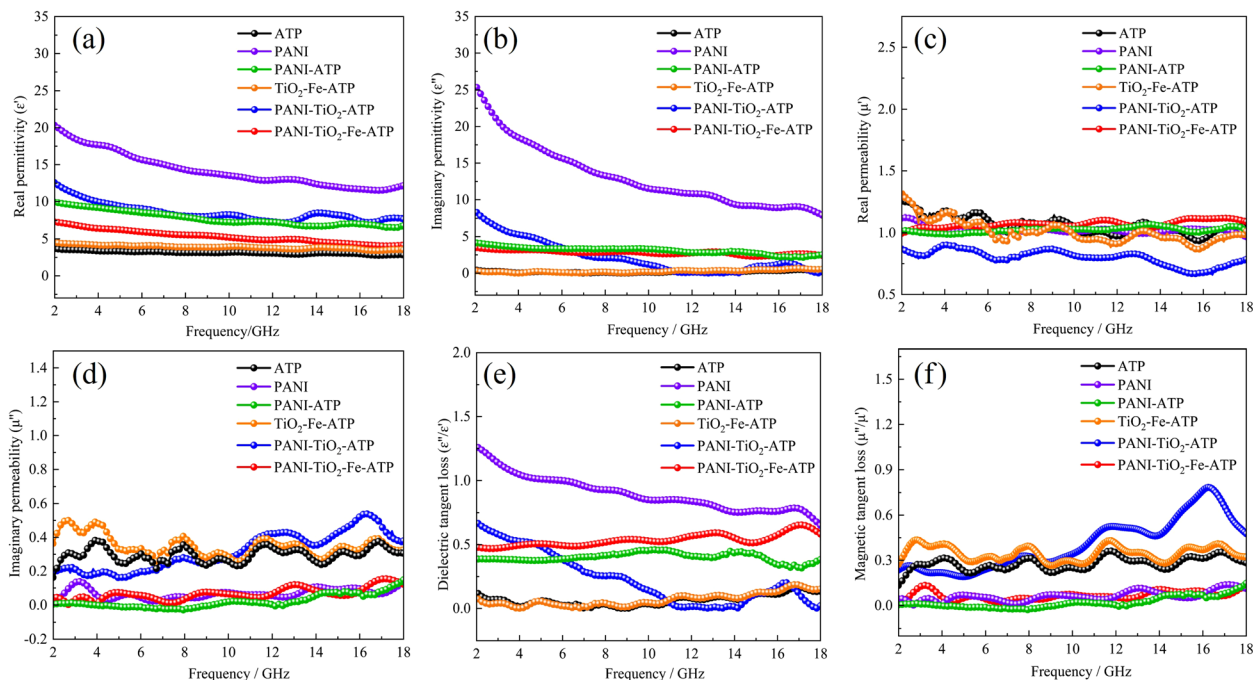 (a)
ATP
PANI
PANI-ATP
TiO₂-Fe-ATP
PANI-TiO₂-ATP
PANI-TiO₂-Fe-ATP
Real permittivity (ε')
35
30
25
20
15
10
5
0
2 4 6 8 10 12 14 16 18
Frequency/GHz
(b)
ATP
PANI
PANI-ATP
TiO₂-Fe-ATP
PANI-TiO₂-ATP
PANI-TiO₂-Fe-ATP
Imaginary permittivity (ε'')
35
30
25
20
15
10
5
0
2 4 6 8 10 12 14 16 18
Frequency / GHz
(c)
ATP
PANI
PANI-ATP
TiO₂-Fe-ATP
PANI-TiO₂-ATP
PANI-TiO₂-Fe-ATP
Real permeability (μ')
2.5
2.0
1.5
1.0
0.5
2 4 6 8 10 12 14 16 18
Frequency / GHz
(d)
ATP
PANI
PANI-ATP
TiO₂-Fe-ATP
PANI-TiO₂-ATP
PANI-TiO₂-Fe-ATP
Imaginary permeability (μ'')
1.4
1.2
1.0
0.8
0.6
0.4
0.2
0.0
-0.2
2 4 6 8 10 12 14 16 18
Frequency / GHz
(e)
ATP
PANI
PANI-ATP
TiO₂-Fe-ATP
PANI-TiO₂-ATP
PANI-TiO₂-Fe-ATP
Dielectric tangent loss (ε''/ε')
2.0
1.5
1.0
0.5
0.0
2 4 6 8 10 12 14 16 18
Frequency / GHz
(f)
ATP
PANI
PANI-ATP
TiO₂-Fe-ATP
PANI-TiO₂-ATP
PANI-TiO₂-Fe-ATP
Magnetic tangent loss (μ''/μ')
1.5
1.2
0.9
0.6
0.3
0.0
2 4 6 8 10 12 14 16 18
Frequency / GHz